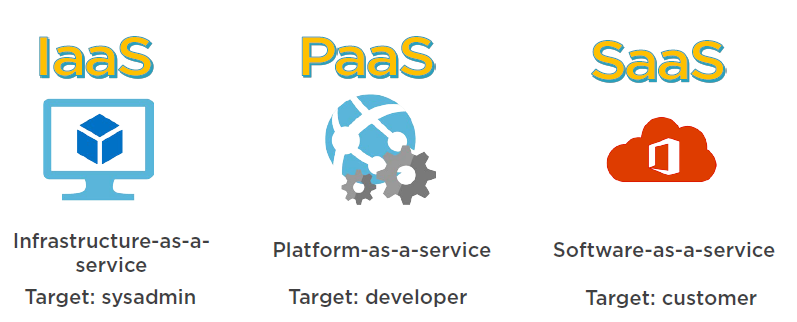 IaaS
PaaS
SaaS
Infrastructure-as-a-
service
Target: sysadmin
Platform-as-a-service
Target: developer
Software-as-a-service
Target: customer